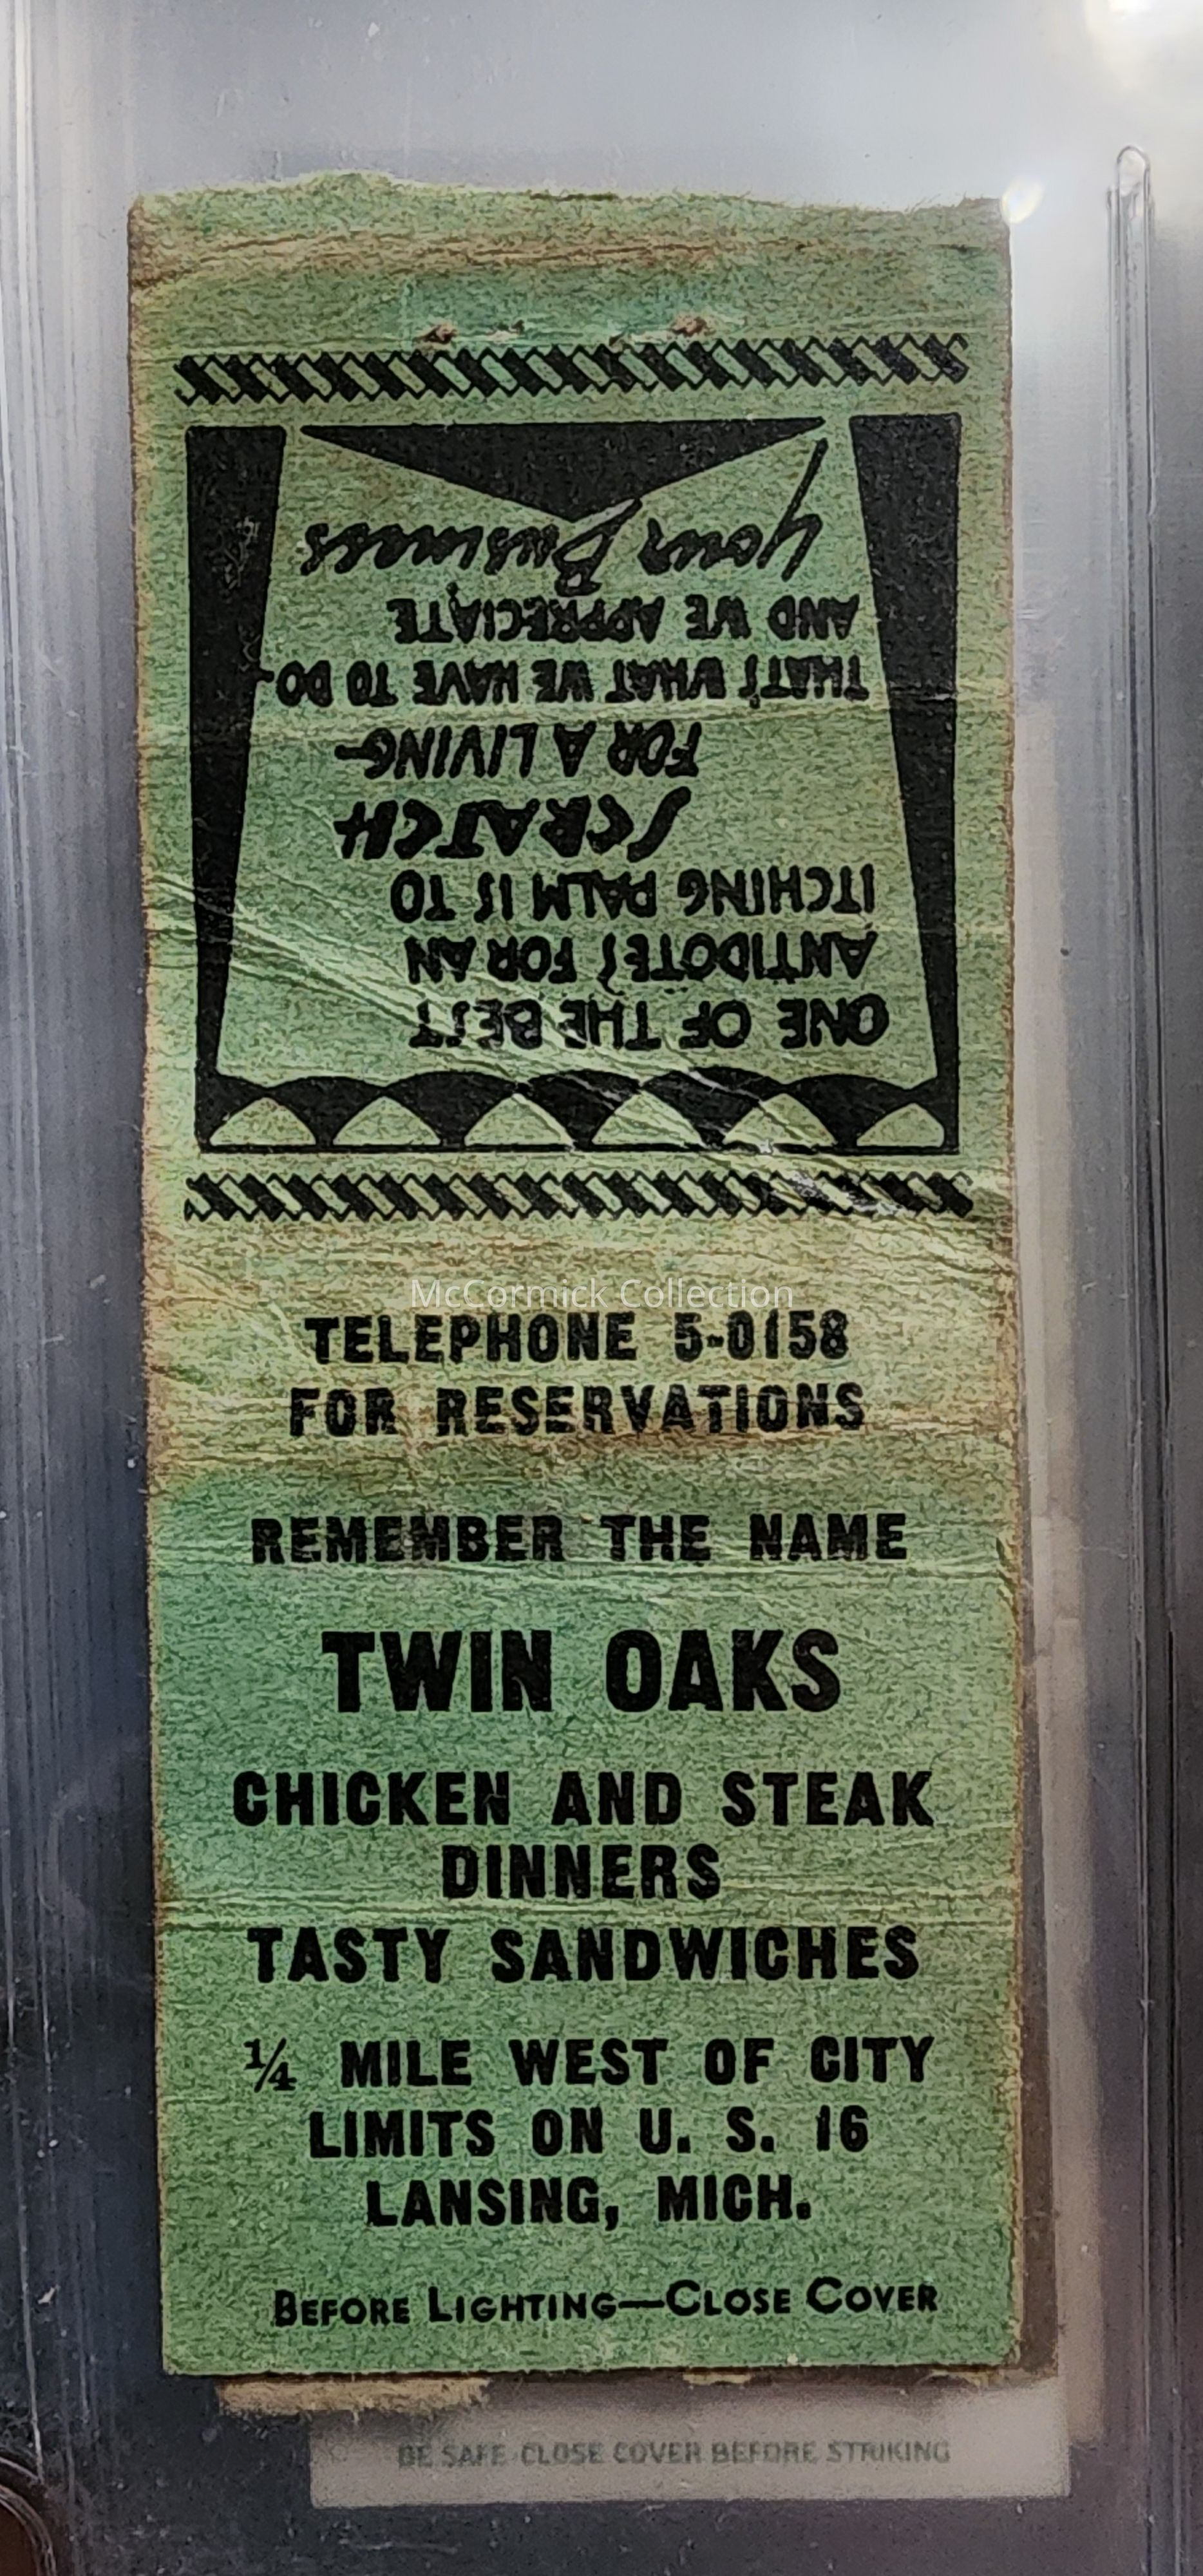 ONE OF THE BEST
ANTIDOTES FOR AN
ITCHING PALM IS TO
SCRATCH
FOR A LIVING-
THAT'S WHAT WE HAVE TO DO-
AND WE APPRECIATE
Your Business
McCormick Collection
TELEPHONE 5-0158
FOR RESERVATIONS
REMEMBER THE NAME
TWIN OAKS
CHICKEN AND STEAK
DINNERS
TASTY SANDWICHES
¼ MILE WEST OF CITY
LIMITS ON U. S. 16
LANSING, MICH.
BEFORE LIGHTING—CLOSE COVER
BE SAFE-CLOSE COVER BEFORE STRIKING